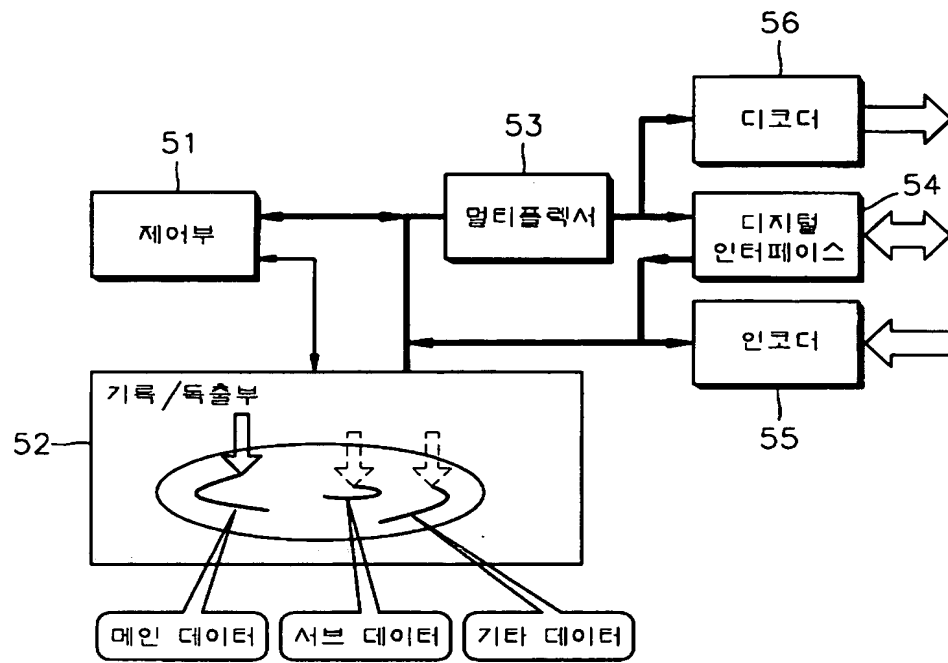 56
디코더
53
51
멀티플렉서
54
제어부
디지털
인터페이스
인코더
기록/독출부
52
55
메인 데이터
서브 데이터
기타 데이터